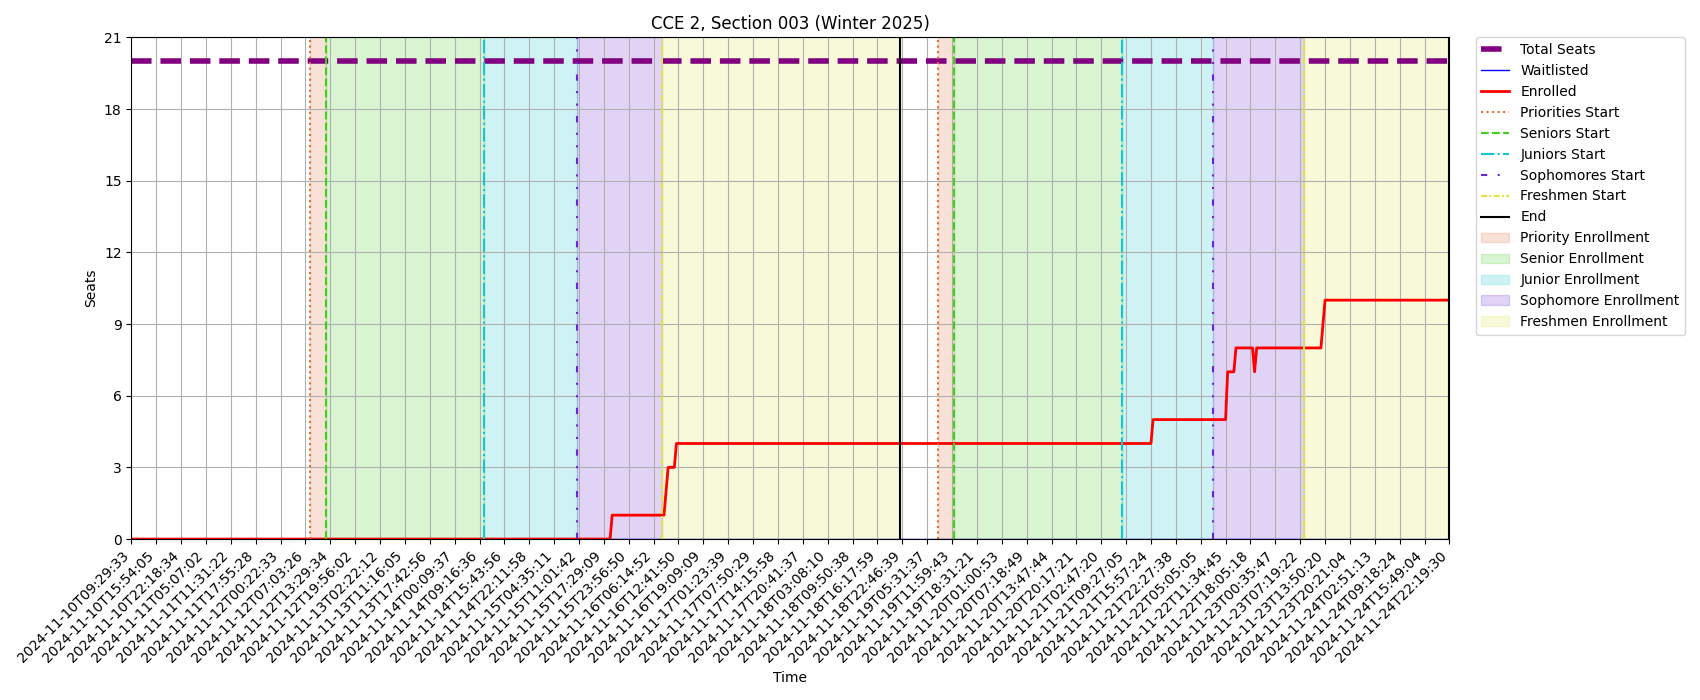 CCE 2, Section 003 (Winter 2025)
21
18
15
12
9
6
3
0
Seats
2024-11-10T09:29:33
2024-11-10T15:54:05
2024-11-10T22:18:34
2024-11-11T05:07:02
2024-11-11T11:31:22
2024-11-11T17:55:28
2024-11-12T00:22:33
2024-11-12T07:03:26
2024-11-12T13:29:34
2024-11-12T19:56:02
2024-11-13T02:22:12
2024-11-13T11:16:05
2024-11-13T17:42:56
2024-11-14T00:09:37
2024-11-14T09:16:36
2024-11-14T15:43:56
2024-11-14T22:11:58
2024-11-15T04:35:11
2024-11-15T11:01:42
2024-11-15T17:29:09
2024-11-15T23:56:50
2024-11-16T06:14:52
2024-11-16T12:41:50
2024-11-16T19:09:09
2024-11-17T01:23:39
2024-11-17T07:50:29
2024-11-17T14:15:58
2024-11-17T20:41:37
2024-11-18T03:08:10
2024-11-18T09:50:38
2024-11-18T16:17:59
2024-11-18T22:46:39
2024-11-19T05:31:37
2024-11-19T11:59:43
2024-11-19T18:31:21
2024-11-20T01:00:53
2024-11-20T07:18:49
2024-11-20T13:47:44
2024-11-20T20:17:21
2024-11-21T02:47:20
2024-11-21T09:27:05
2024-11-21T15:57:24
2024-11-21T22:27:38
2024-11-22T05:05:05
2024-11-22T11:34:45
2024-11-22T18:05:18
2024-11-23T00:35:47
2024-11-23T07:19:22
2024-11-23T13:50:20
2024-11-23T20:21:04
2024-11-24T02:51:13
2024-11-24T09:18:24
2024-11-24T15:49:04
2024-11-24T22:19:30
Time
Total Seats
Waitlisted
Enrolled
Priorities Start
Seniors Start
Juniors Start
Sophomores Start
Freshmen Start
End
Priority Enrollment
Senior Enrollment
Junior Enrollment
Sophomore Enrollment
Freshmen Enrollment